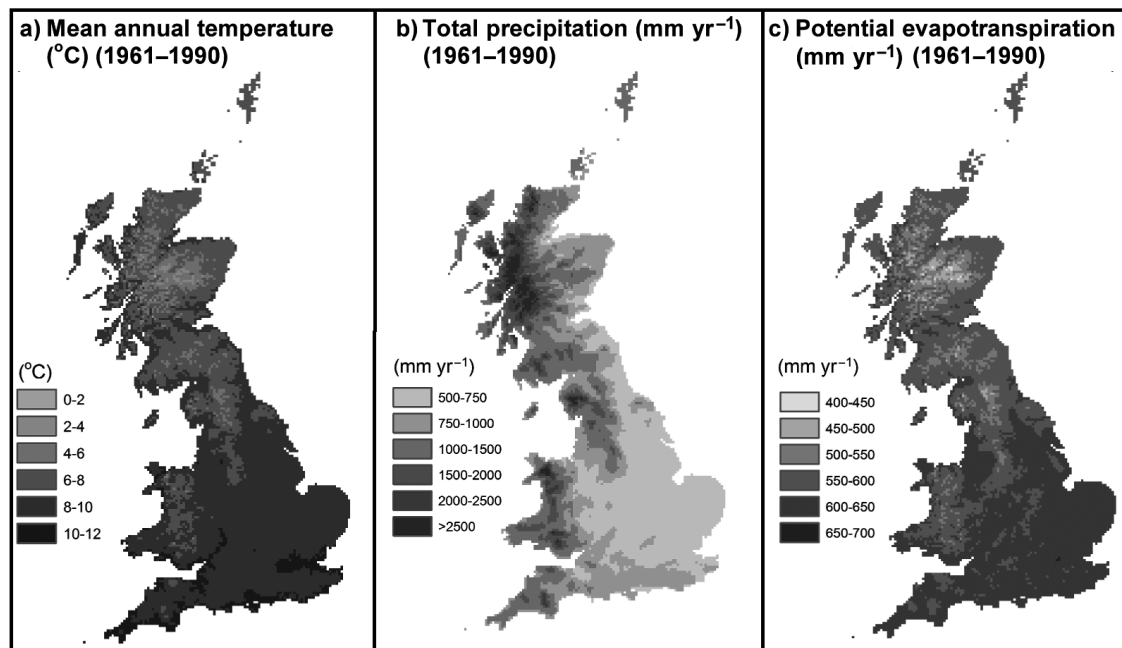 a) Mean annual temperature
(°C) (1961–1990)
(°C)
0-2
2-4
4-6
6-8
8-10
10-12
b) Total precipitation (mm yr⁻¹)
(1961–1990)
(mm yr⁻¹)
500-750
750-1000
1000-1500
1500-2000
2000-2500
>2500
c) Potential evapotranspiration
(mm yr⁻¹) (1961–1990)
(mm yr⁻¹)
400-450
450-500
500-550
550-600
600-650
650-700